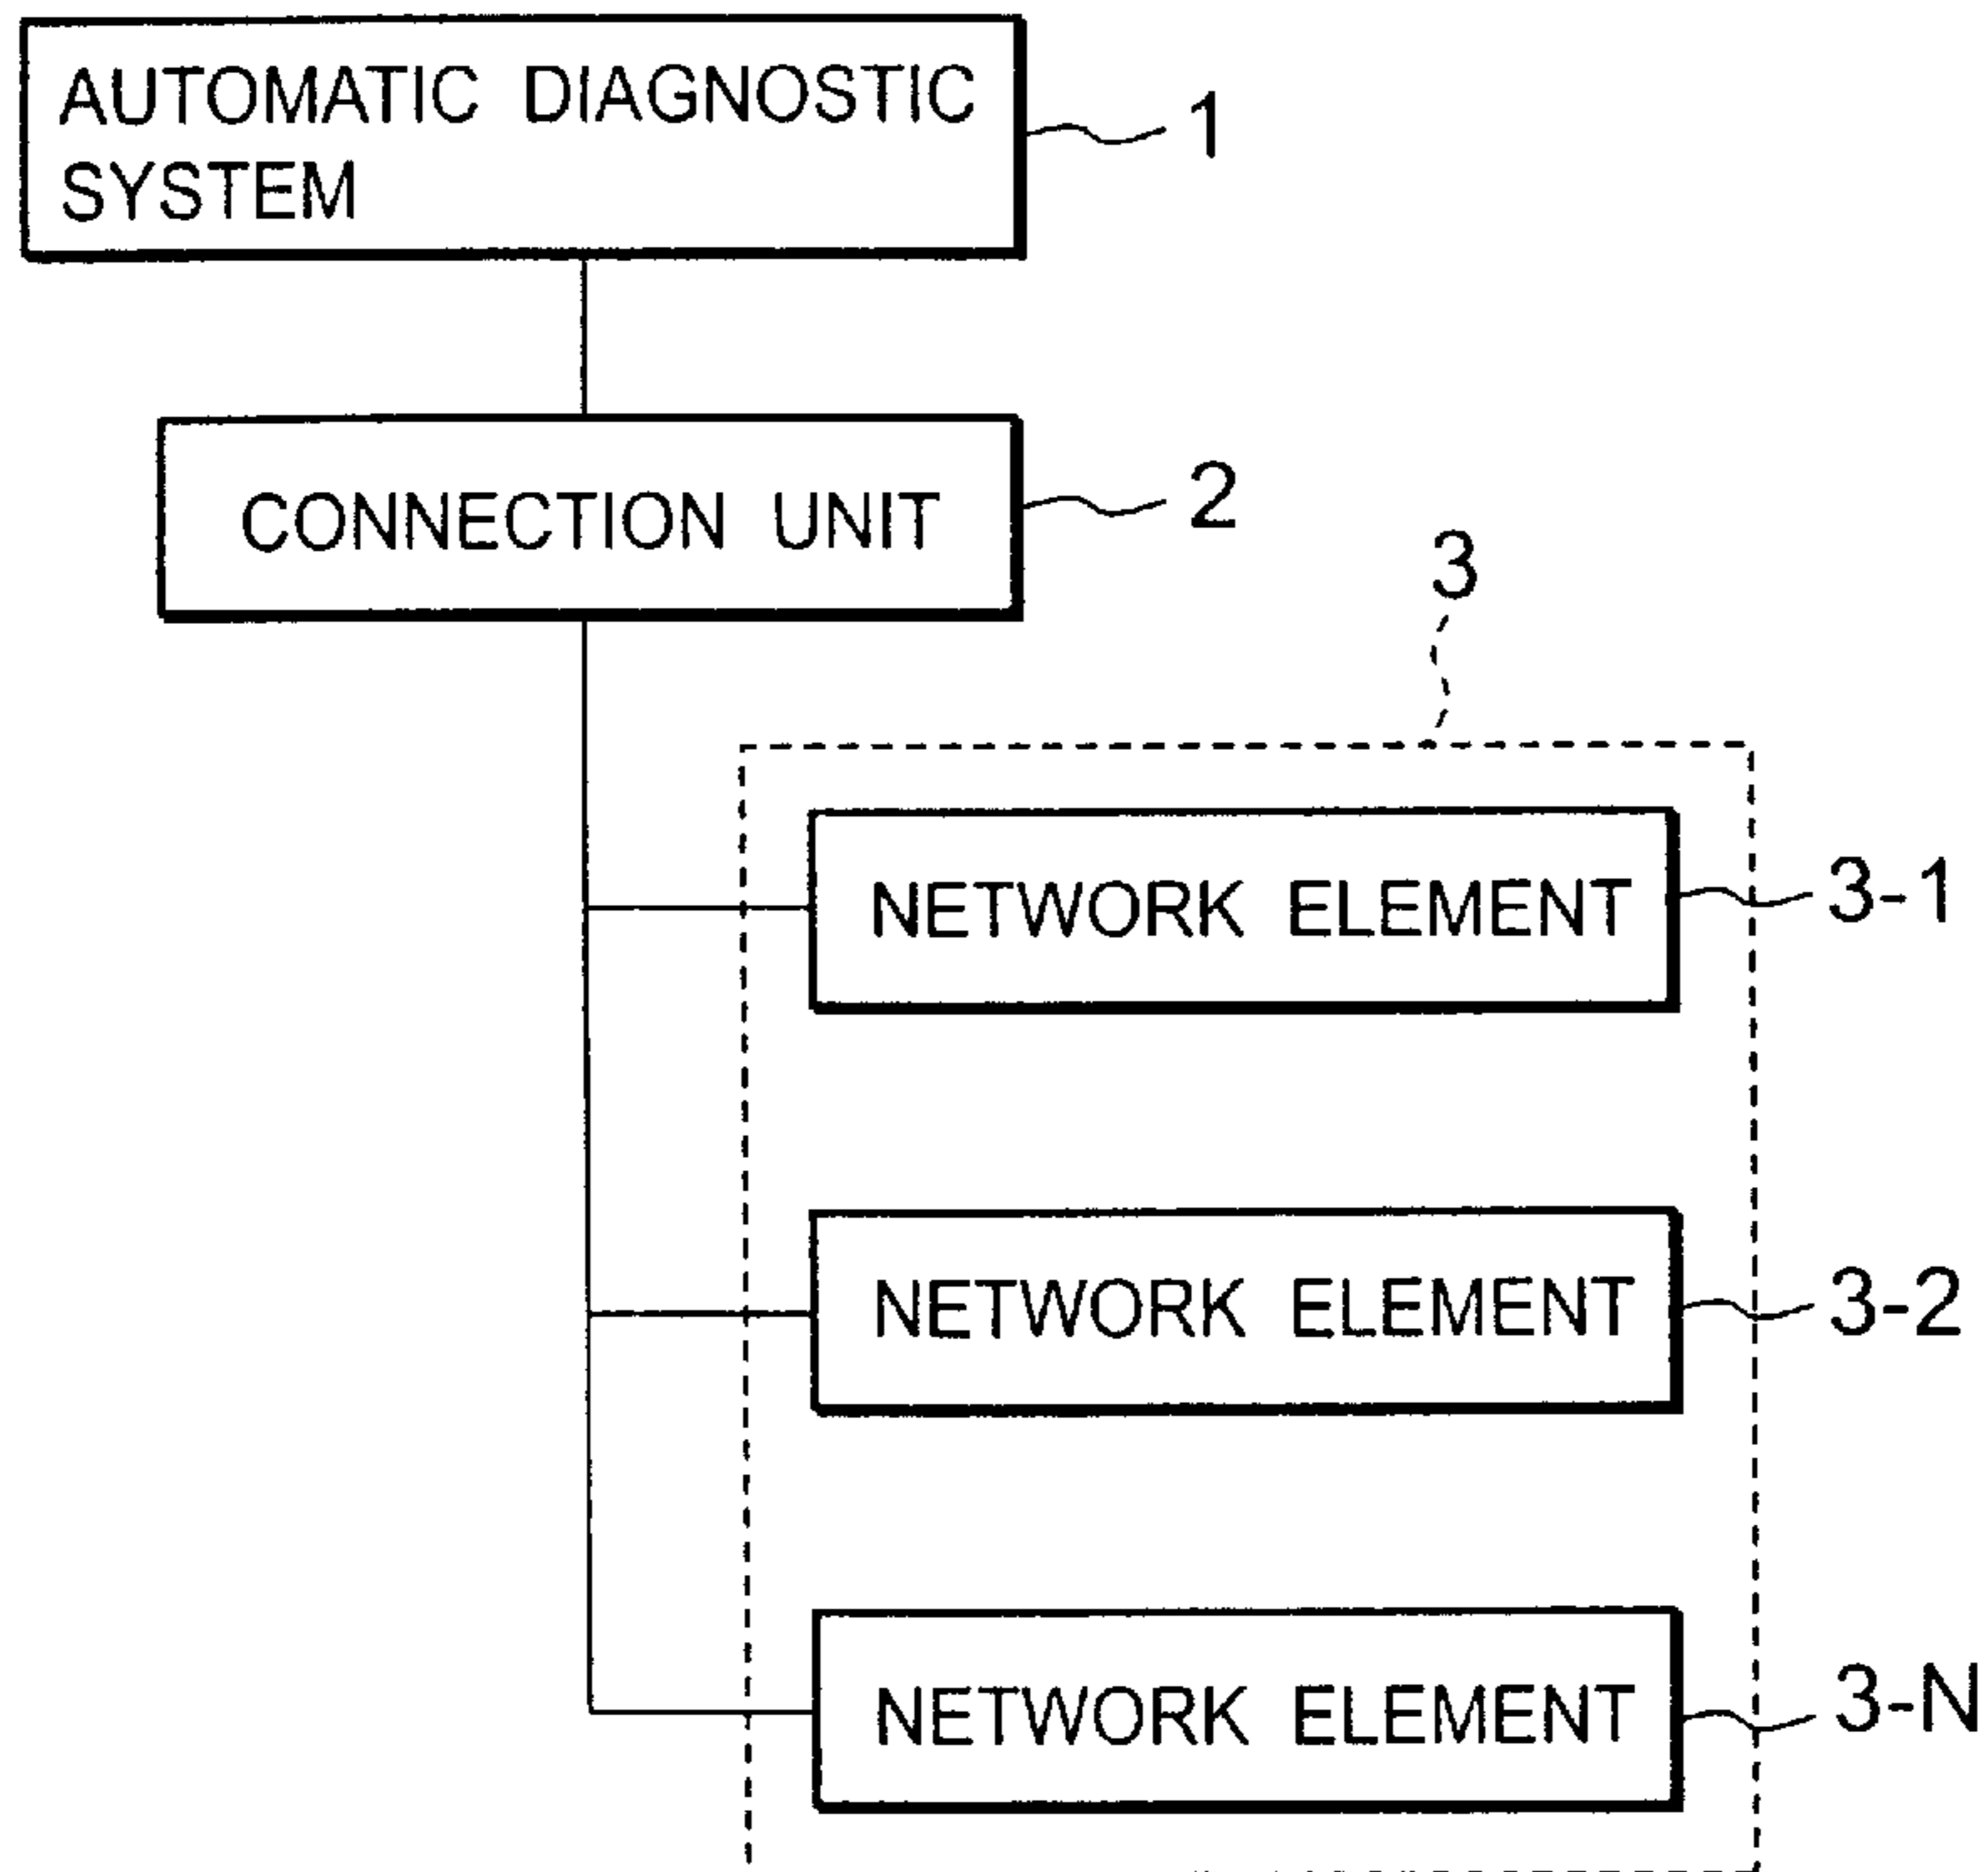 AUTOMATIC DIAGNOSTIC
SYSTEM
1
CONNECTION UNIT
2
3
NETWORK ELEMENT
3-1
NETWORK ELEMENT
3-2
NETWORK ELEMENT
3-N